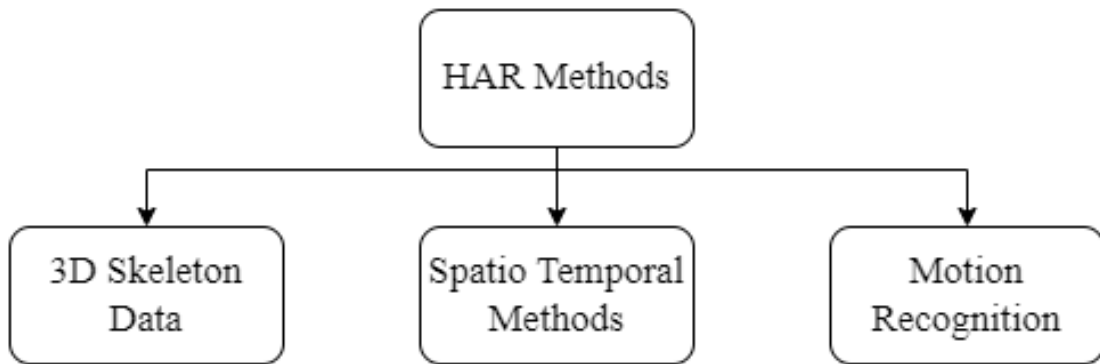 HAR Methods
3D Skeleton
Data
Spatio Temporal
Methods
Motion
Recognition